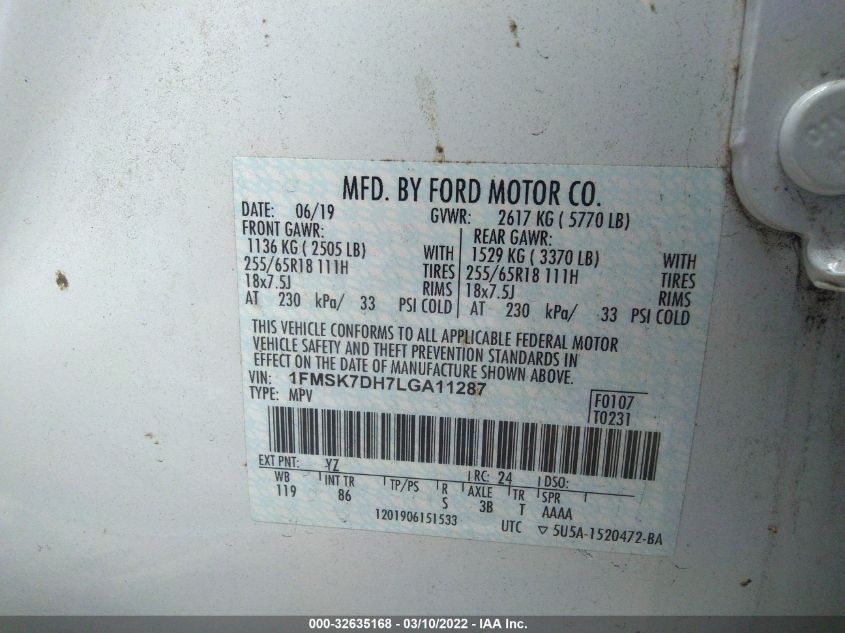 MFD. BY FORD MOTOR CO.
DATE: 06/19 GVWR: 2617 KG ( 5770 LB)
FRONT GAWR: REAR GAWR:
1136 KG ( 2505 LB) WITH 1529 KG ( 3370 LB) WITH
255/65R18 111H TIRES 255/65R18 111H TIRES
18x7.5J RIMS 18x7.5J RIMS
AT 230 kPa/ 33 PSI COLD AT 230 kPa/ 33 PSI COLD
THIS VEHICLE CONFORMS TO ALL APPLICABLE FEDERAL MOTOR
VEHICLE SAFETY AND THEFT PREVENTION STANDARDS IN
EFFECT ON THE DATE OF MANUFACTURE SHOWN ABOVE.
VIN: 1FMSK7DH7LGA11287
TYPE: MPV
F0107
T0231
EXT PNT: YZ RC: 24 DSO:
WB INT TR TP/PS R AXLE TR SPR
119 86 S 3B T AAAA
1201906151533 UTC ▽ 5U5A-1520472-BA
000-32635168 - 03/10/2022 - IAA Inc.